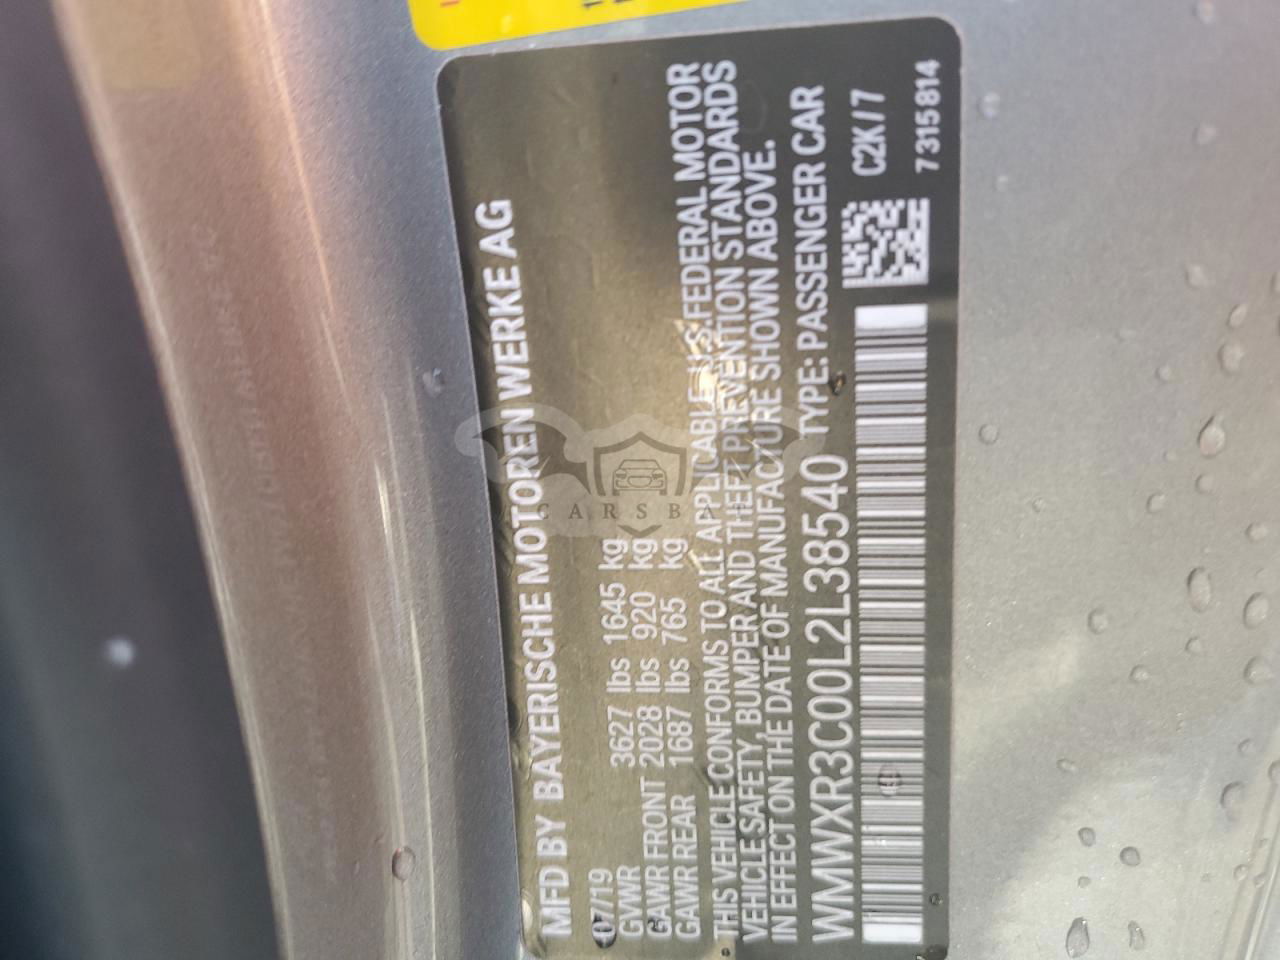 MFD BY BAYERISCHE MOTOREN WERKE AG
07/19
GVWR 3627 lbs 1645 kg
GAWR FRONT 2028 lbs 920 kg
GAWR REAR 1687 lbs 765 kg
THIS VEHICLE CONFORMS TO ALL APPLICABLE U.S. FEDERAL MOTOR
VEHICLE SAFETY, BUMPER AND THEFT PREVENTION STANDARDS
IN EFFECT ON THE DATE OF MANUFACTURE SHOWN ABOVE.
WMWXR3C00L2L38540 TYPE: PASSENGER CAR
C2K/7
7315814